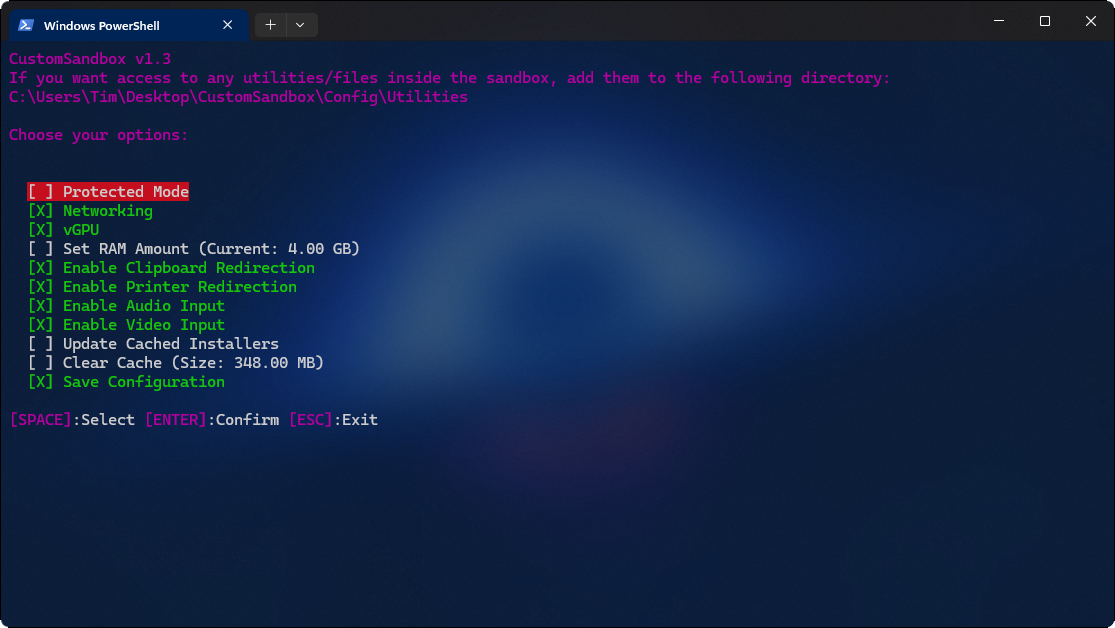 Windows PowerShell
CustomSandbox v1.3
If you want access to any utilities/files inside the sandbox, add them to the following directory:
C:\Users\Tim\Desktop\CustomSandbox\Config\Utilities
Choose your options:
[ ] Protected Mode
[X] Networking
[X] vGPU
[ ] Set RAM Amount (Current: 4.00 GB)
[X] Enable Clipboard Redirection
[X] Enable Printer Redirection
[X] Enable Audio Input
[X] Enable Video Input
[ ] Update Cached Installers
[ ] Clear Cache (Size: 348.00 MB)
[X] Save Configuration
[SPACE]:Select [ENTER]:Confirm [ESC]:Exit